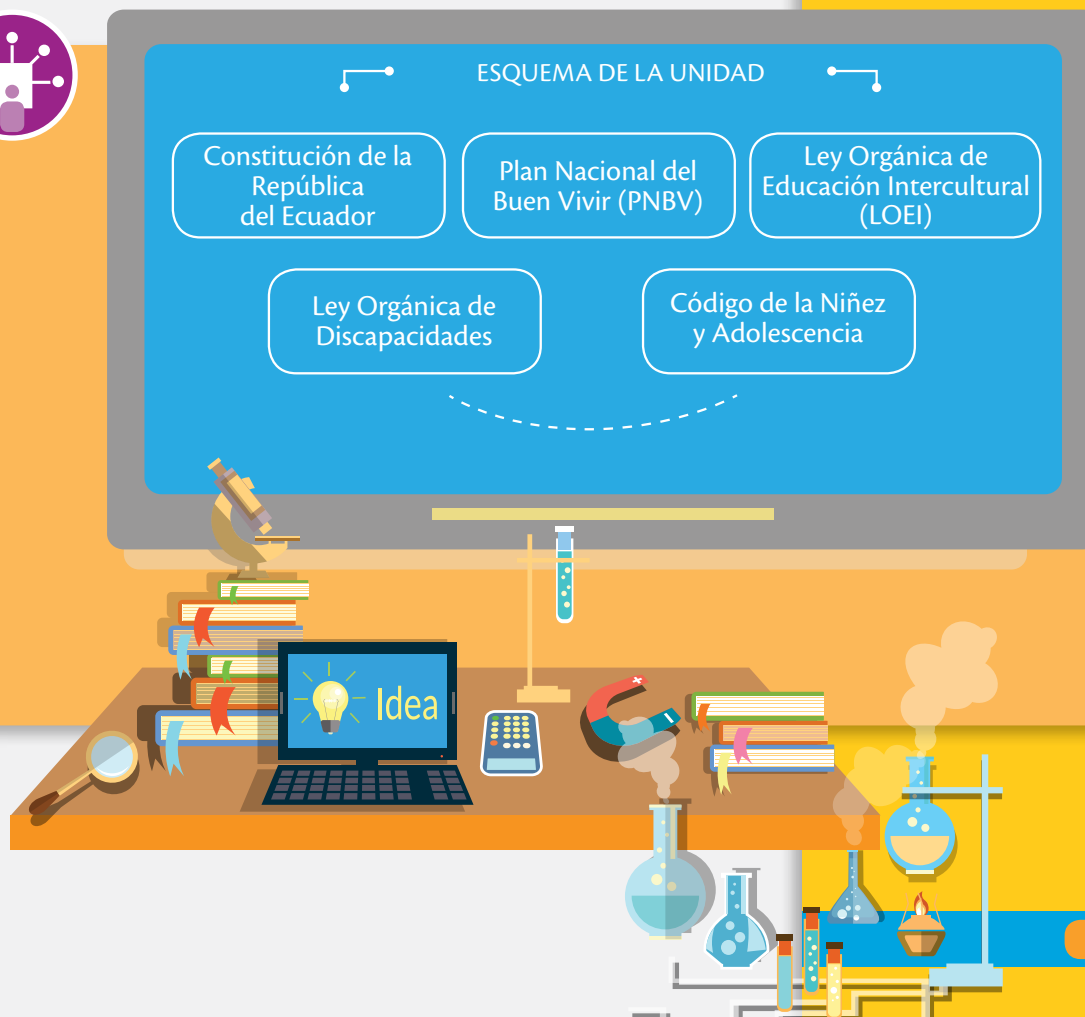 ESQUEMA DE LA UNIDAD
Constitución de la
República
del Ecuador
Plan Nacional del
Buen Vivir (PNBV)
Ley Orgánica de
Educación Intercultural
(LOEI)
Ley Orgánica de
Discapacidades
Código de la Niñez
y Adolescencia
Idea